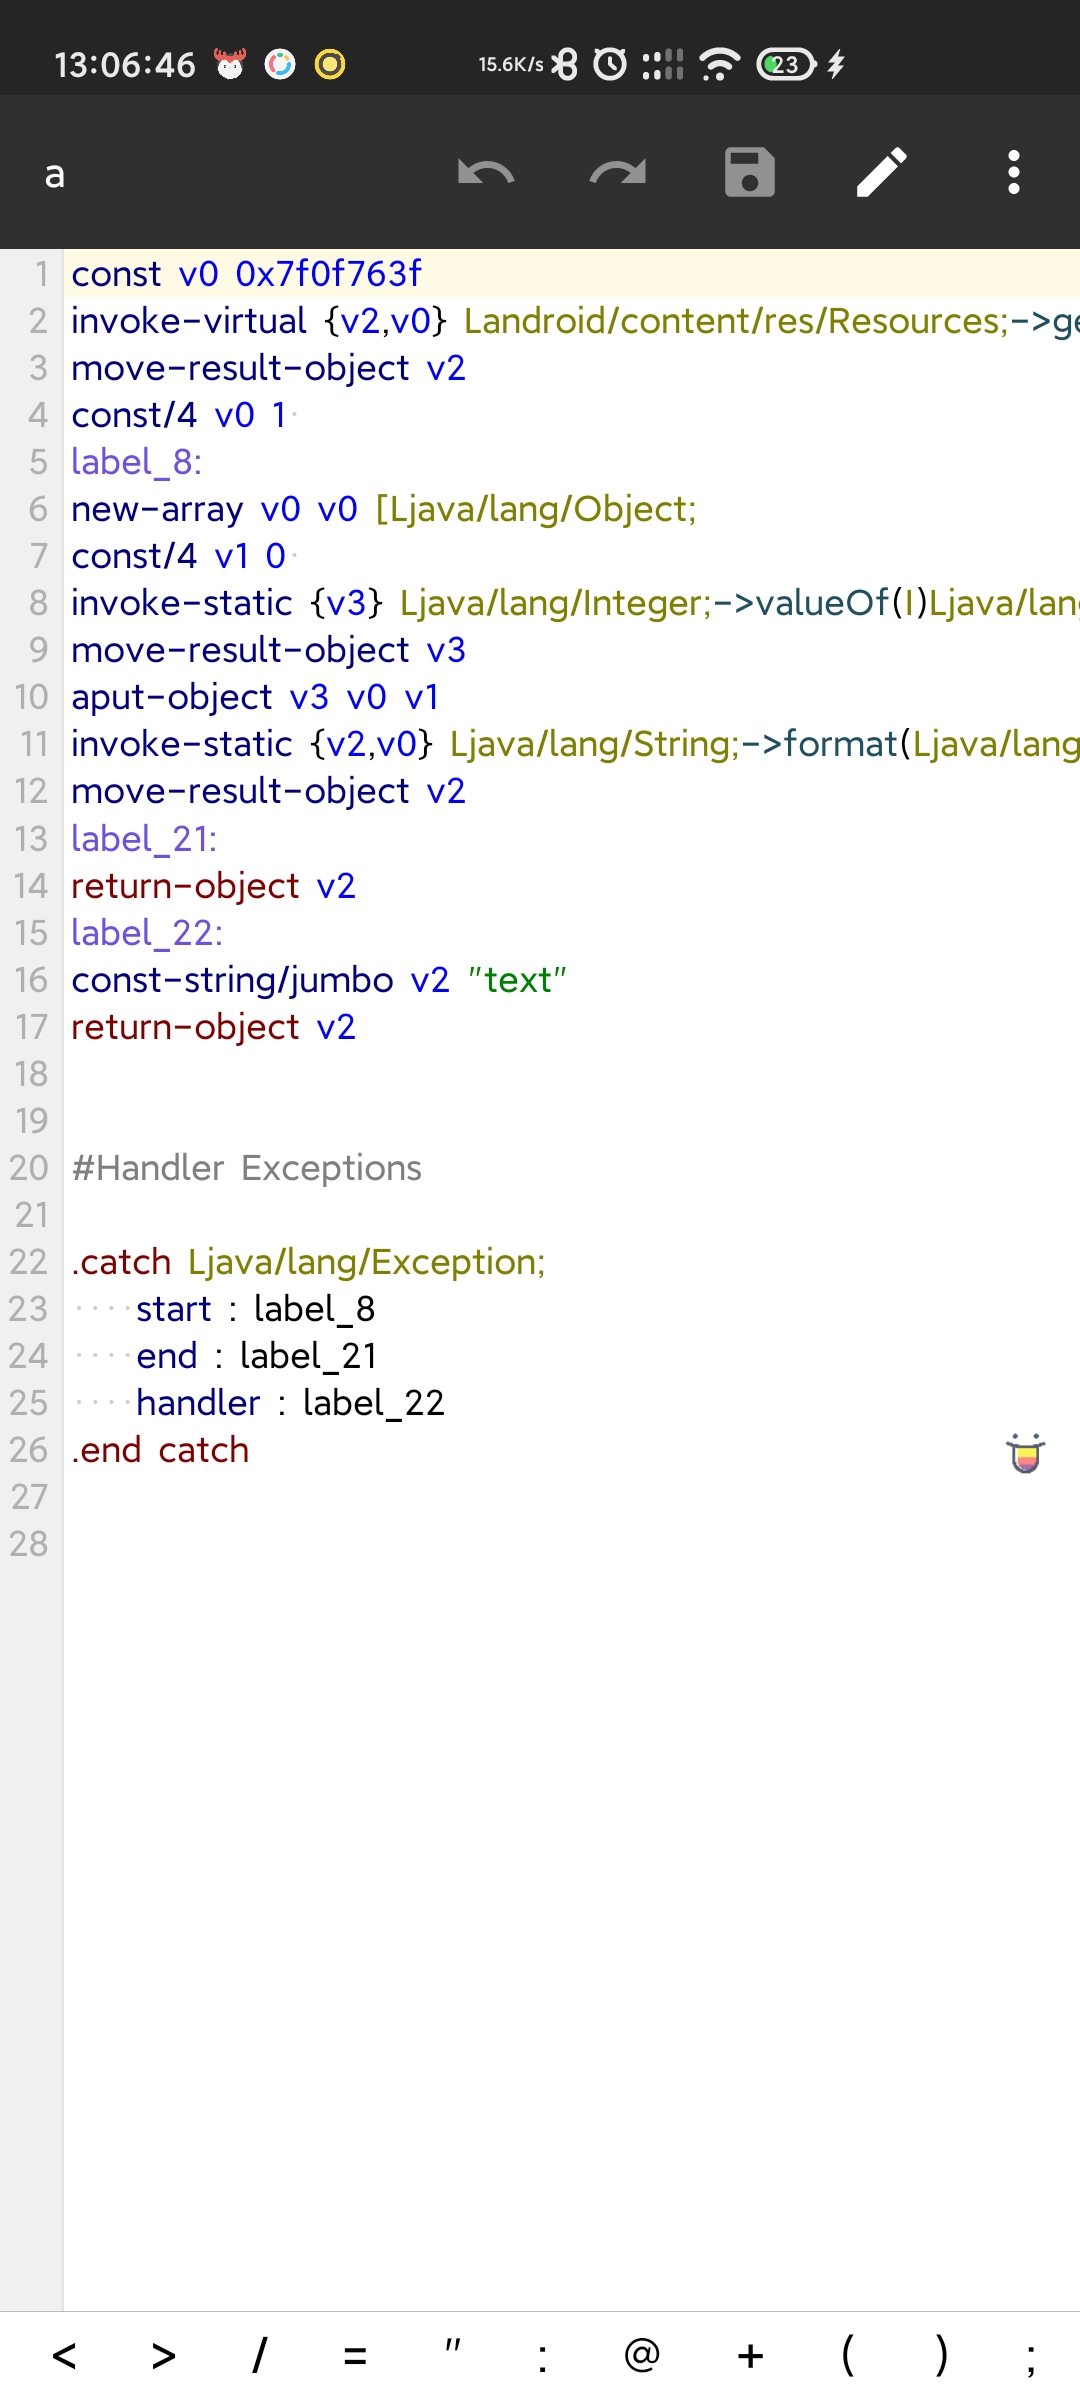 13:06:46 15.6K/s 23
a
1 const v0 0x7f0f763f
2 invoke-virtual {v2,v0} Landroid/content/res/Resources;->ge
3 move-result-object v2
4 const/4 v0 1
5 label_8:
6 new-array v0 v0 [Ljava/lang/Object;
7 const/4 v1 0
8 invoke-static {v3} Ljava/lang/Integer;->valueOf(I)Ljava/lang
9 move-result-object v3
10 aput-object v3 v0 v1
11 invoke-static {v2,v0} Ljava/lang/String;->format(Ljava/lang
12 move-result-object v2
13 label_21:
14 return-object v2
15 label_22:
16 const-string/jumbo v2 "text"
17 return-object v2
18
19
20 #Handler Exceptions
21
22 .catch Ljava/lang/Exception;
23 ····start : label_8
24 ····end : label_21
25 ····handler : label_22
26 .end catch
27
28
< > / = " : @ + ( ) ;